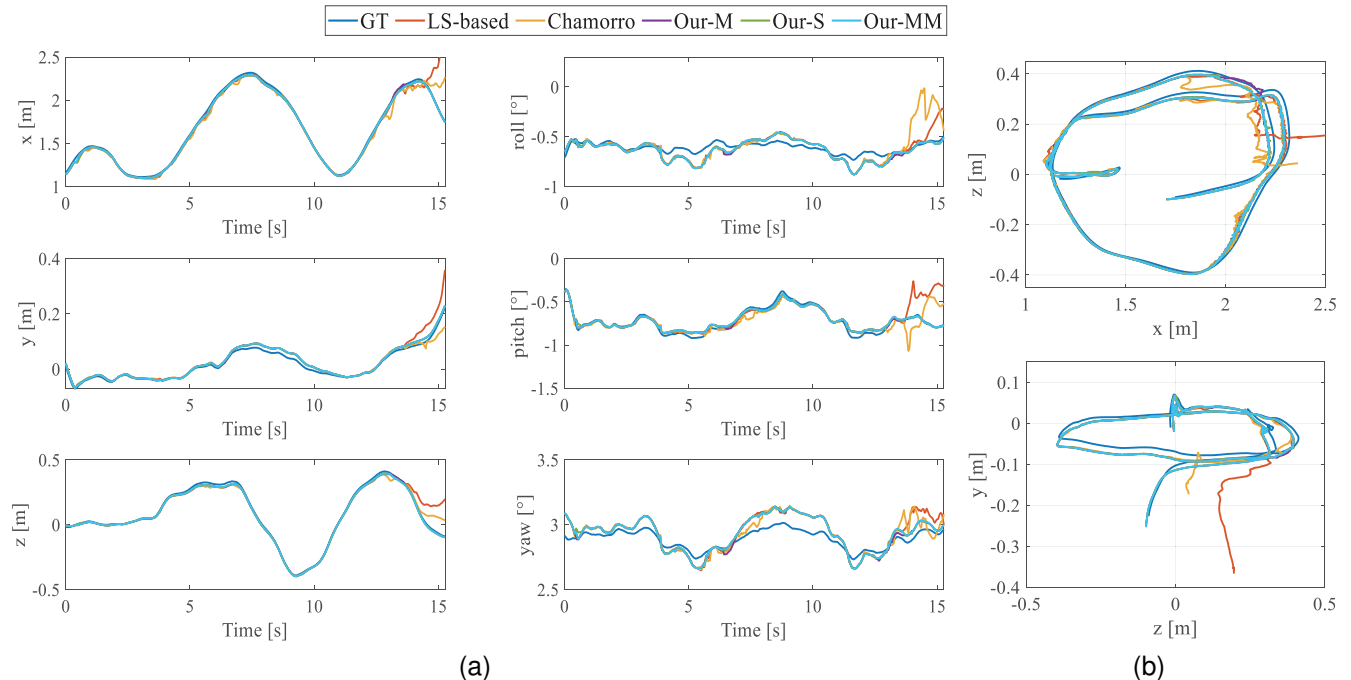 GT LS-based Chamorro Our-M Our-S Our-MM
2.5
2
1.5
1
x [m]
0 5 10 15
Time [s]
0
-0.5
-1
roll [°]
0 5 10 15
Time [s]
0.4
0.2
0
y [m]
0 5 10 15
Time [s]
0
-0.5
-1
-1.5
pitch [°]
0 5 10 15
Time [s]
0.5
0
-0.5
z [m]
0 5 10 15
Time [s]
3.5
3
2.5
yaw [°]
0 5 10 15
Time [s]
(a)
0.4
0.2
0
-0.2
-0.4
z [m]
1 1.5 2 2.5
x [m]
0.1
0
-0.1
-0.2
-0.3
-0.4
y [m]
-0.5 0 0.5
z [m]
(b)